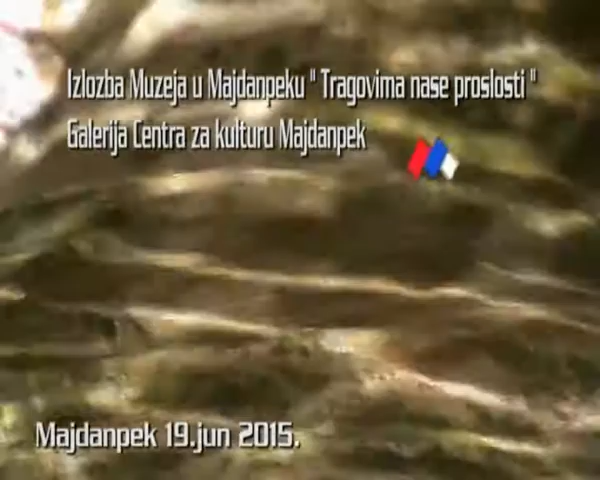 Izlozba Muzeja u Majdanpeku " Tragovima nase proslosti "
Galerija Centra za kulturu Majdanpek
Majdanpek 19.jun 2015.